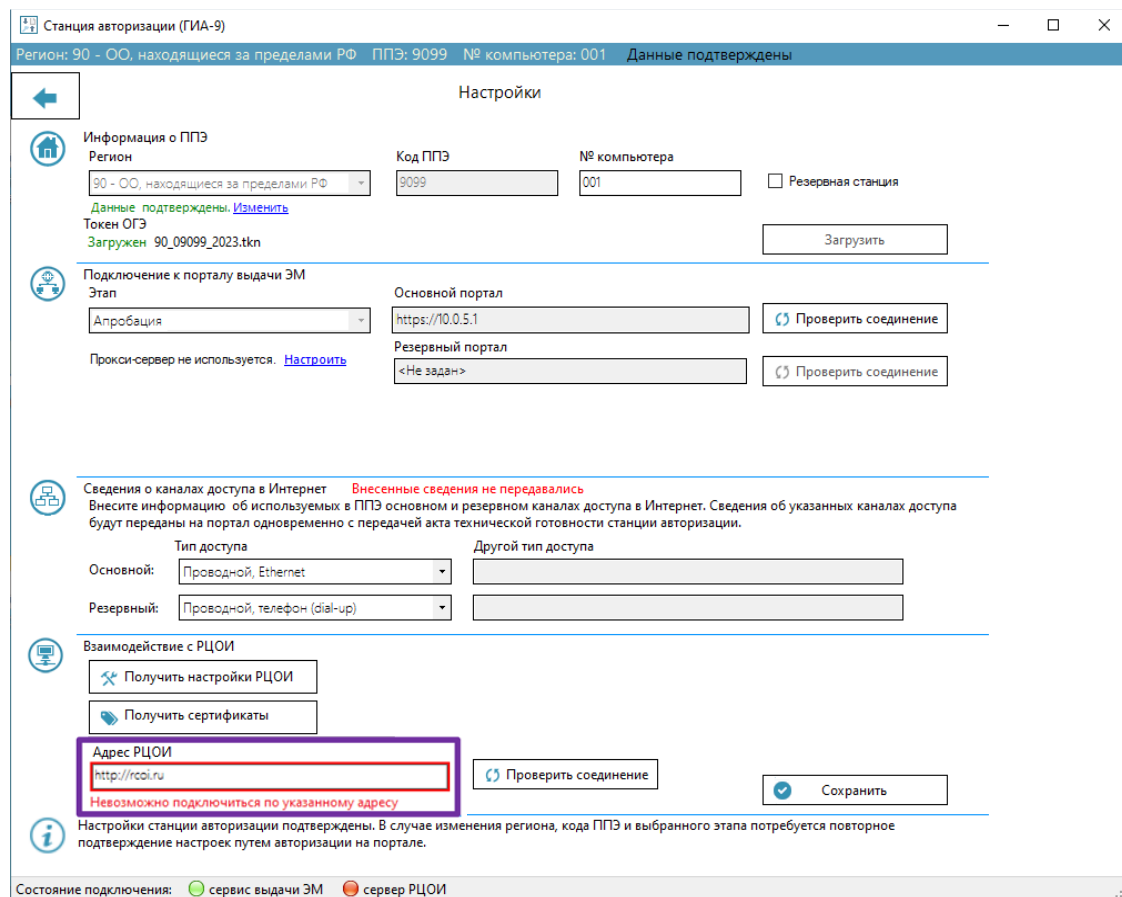 Станция авторизации (ГИА-9)
Регион: 90 - ОО, находящиеся за пределами РФ ППЭ: 9099 № компьютера: 001 Данные подтверждены
Настройки
Информация о ППЭ
Регион Код ППЭ № компьютера
90 - ОО, находящиеся за пределами РФ 9099 001 Резервная станция
Данные подтверждены. Изменить
Токен ОГЭ
Загружен 90_09099_2023.tkn Загрузить
Подключение к порталу выдачи ЭМ
Этап Основной портал
Апробация https://10.0.5.1 Проверить соединение
Резервный портал
Прокси-сервер не используется. Настроить
<Не задан> Проверить соединение
Сведения о каналах доступа в Интернет Внесенные сведения не передавались
Внесите информацию об используемых в ППЭ основном и резервном каналах доступа в Интернет. Сведения об указанных каналах доступа
будут переданы на портал одновременно с передачей акта технической готовности станции авторизации.
Тип доступа Другой тип доступа
Основной: Проводной, Ethernet
Резервный: Проводной, телефон (dial-up)
Взаимодействие с РЦОИ
Получить настройки РЦОИ
Получить сертификаты
Адрес РЦОИ
http://rcoi.ru Проверить соединение
Сохранить
Невозможно подключиться по указанному адресу
Настройки станции авторизации подтверждены. В случае изменения региона, кода ППЭ и выбранного этапа потребуется повторное
подтверждение настроек путем авторизации на портале.
Состояние подключения: сервис выдачи ЭМ сервер РЦОИ